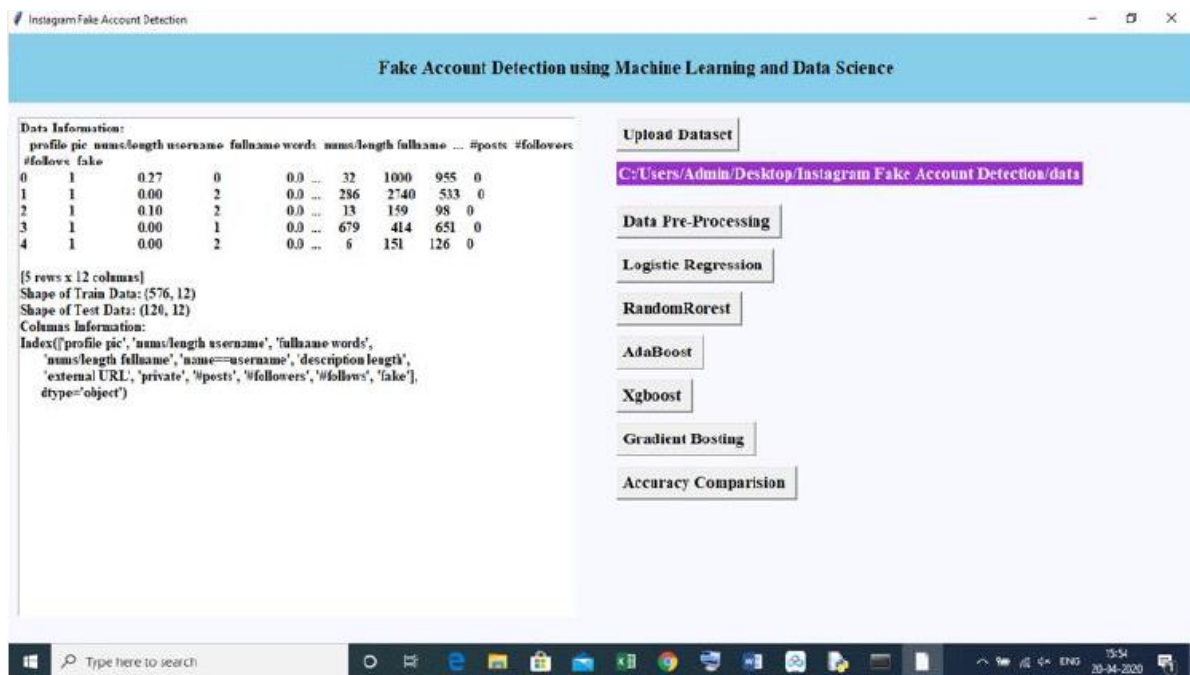 Instagram Fake Account Detection
Fake Account Detection using Machine Learning and Data Science
Data Information:
profile pic nums/length username fullname words nums/length fullname ... #posts #followers
#follows fake
0 1 0.27 0 0.0 ... 32 1000 955 0
1 1 0.00 2 0.0 ... 286 2740 533 0
2 1 0.10 2 0.0 ... 13 159 98 0
3 1 0.00 1 0.0 ... 679 414 651 0
4 1 0.00 2 0.0 ... 6 151 126 0
[5 rows x 12 columns]
Shape of Train Data: (576, 12)
Shape of Test Data: (120, 12)
Columns Information:
Index(['profile pic', 'nums/length username', 'fullname words',
'nums/length fullname', 'name==username', 'description length',
'external URL', 'private', '#posts', '#followers', '#follows', 'fake'],
dtype='object')
Upload Dataset
C:/Users/Admin/Desktop/Instagram Fake Account Detection/data
Data Pre-Processing
Logistic Regression
RandomRorest
AdaBoost
Xgboost
Gradient Bosting
Accuracy Comparision
Type here to search
ENG
15:54
20-04-2020